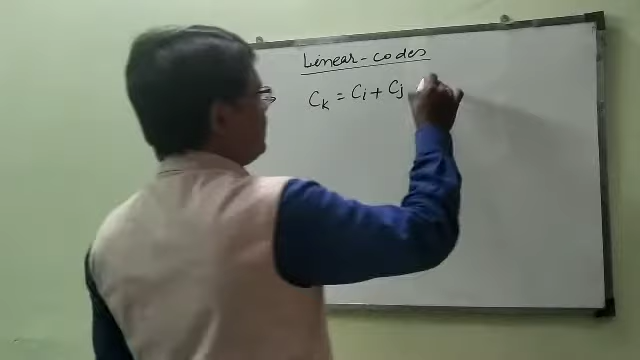 Linear-codes
Ck = Ci + Cj